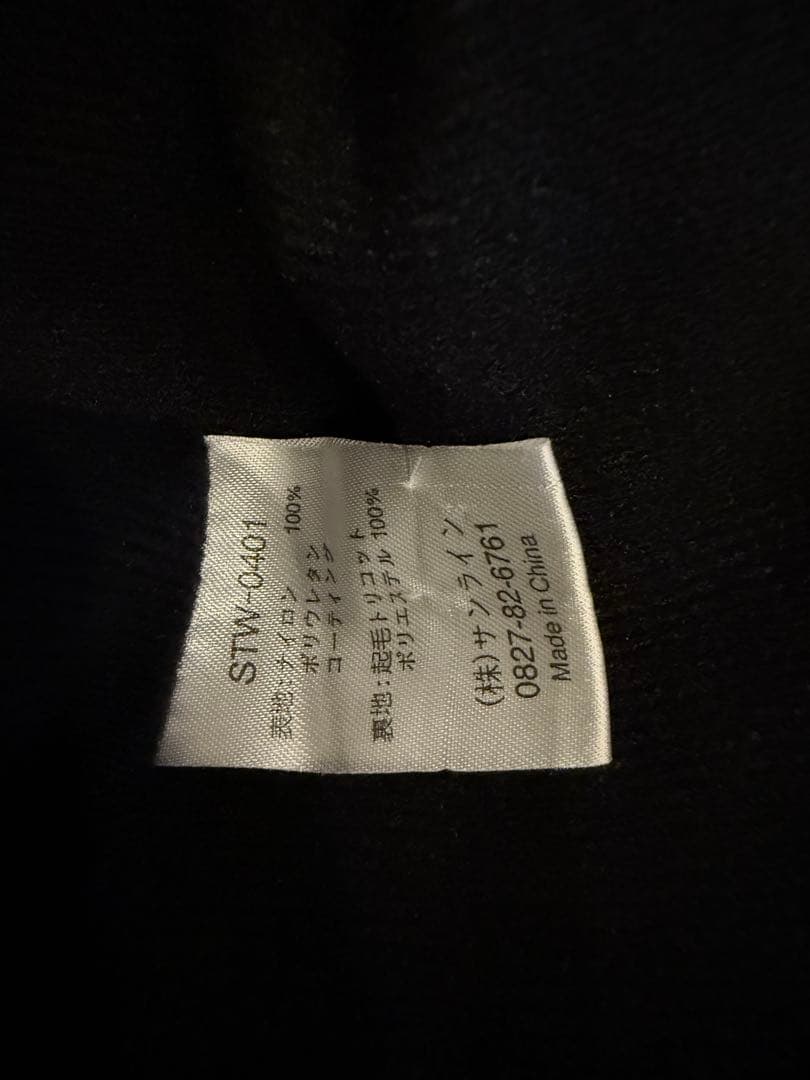 STW-0401
表地:ナイロン 100%
ポリウレタン
コーティング
裏地:起毛トリコット
ポリエステル 100%
(株)サンライン
0827-82-6761
Made in China